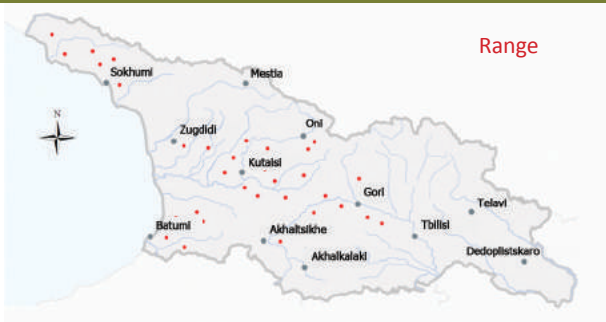 Range
Sokhumi
Mestia
N
Zugdidi
Oni
Kutaisi
Gori
Telavi
Batumi
Akhaltsikhe
Tbilisi
Dedoplistskaro
Akhalkalaki